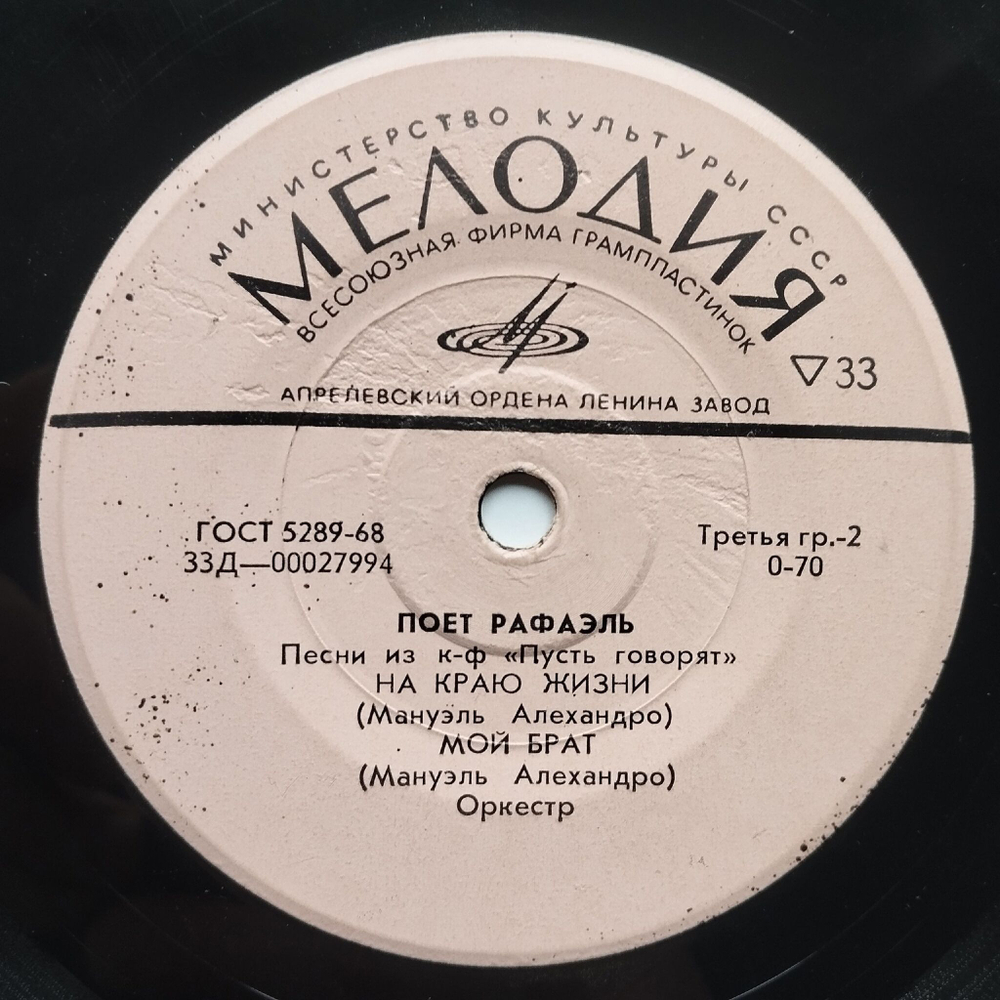 МИНИСТЕРСТВО КУЛЬТУРЫ СССР
МЕЛОДИЯ
ВСЕСОЮЗНАЯ ФИРМА ГРАМПЛАСТИНОК
▽33
АПРЕЛЕВСКИЙ ОРДЕНА ЛЕНИНА ЗАВОД
ГОСТ 5289-68
Третья гр.-2
33Д—00027994
0-70
ПОЕТ РАФАЭЛЬ
Песни из к-ф «Пусть говорят»
НА КРАЮ ЖИЗНИ
(Мануэль Алехандро)
МОЙ БРАТ
(Мануэль Алехандро)
Оркестр